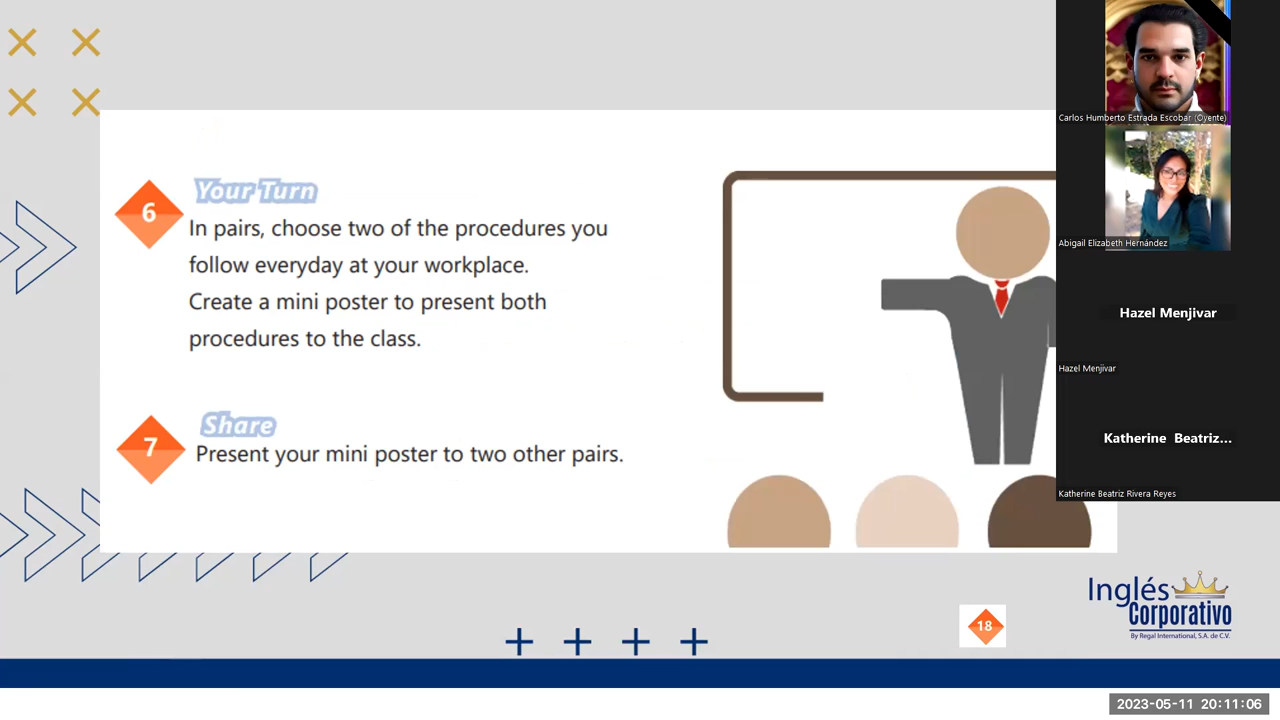 6
Your Turn
In pairs, choose two of the procedures you
follow everyday at your workplace.
Create a mini poster to present both
procedures to the class.
7
Share
Present your mini poster to two other pairs.
Carlos Humberto Estrada Escobar (Oyente)
Abigail Elizabeth Hernández
Hazel Menjivar
Hazel Menjivar
Katherine Beatriz...
Katherine Beatriz Rivera Reyes
18
Inglés
Corporativo
By Regal International, S.A. de C.V.
2023-05-11 20:11:06